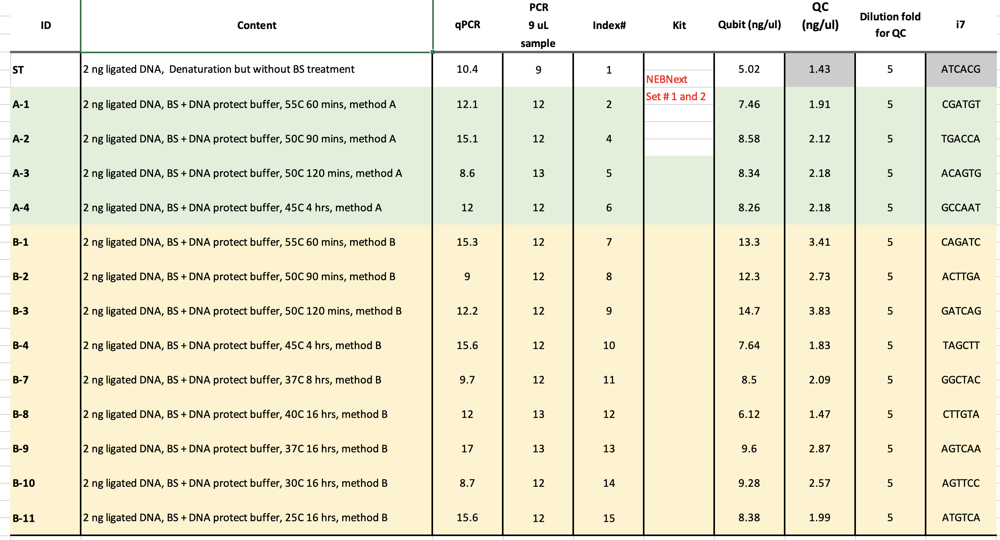 ID Content qPCR PCR 9 uL sample Index# Kit Qubit (ng/ul) QC (ng/ul) Dilution fold for QC i7
ST 2 ng ligated DNA, Denaturation but without BS treatment 10.4 9 1 NEBNext 5.02 1.43 5 ATCACG
A-1 2 ng ligated DNA, BS + DNA protect buffer, 55C 60 mins, method A 12.1 12 2 Set # 1 and 2 7.46 1.91 5 CGATGT
A-2 2 ng ligated DNA, BS + DNA protect buffer, 50C 90 mins, method A 15.1 12 4 8.58 2.12 5 TGACCA
A-3 2 ng ligated DNA, BS + DNA protect buffer, 50C 120 mins, method A 8.6 13 5 8.34 2.18 5 ACAGTG
A-4 2 ng ligated DNA, BS + DNA protect buffer, 45C 4 hrs, method A 12 12 6 8.26 2.18 5 GCCAAT
B-1 2 ng ligated DNA, BS + DNA protect buffer, 55C 60 mins, method B 15.3 12 7 13.3 3.41 5 CAGATC
B-2 2 ng ligated DNA, BS + DNA protect buffer, 50C 90 mins, method B 9 12 8 12.3 2.73 5 ACTTGA
B-3 2 ng ligated DNA, BS + DNA protect buffer, 50C 120 mins, method B 12.2 12 9 14.7 3.83 5 GATCAG
B-4 2 ng ligated DNA, BS + DNA protect buffer, 45C 4 hrs, method B 15.6 12 10 7.64 1.83 5 TAGCTT
B-7 2 ng ligated DNA, BS + DNA protect buffer, 37C 8 hrs, method B 9.7 12 11 8.5 2.09 5 GGCTAC
B-8 2 ng ligated DNA, BS + DNA protect buffer, 40C 16 hrs, method B 12 13 12 6.12 1.47 5 CTTGTA
B-9 2 ng ligated DNA, BS + DNA protect buffer, 37C 16 hrs, method B 17 13 13 9.6 2.87 5 AGTCAA
B-10 2 ng ligated DNA, BS + DNA protect buffer, 30C 16 hrs, method B 8.7 12 14 9.28 2.57 5 AGTTCC
B-11 2 ng ligated DNA, BS + DNA protect buffer, 25C 16 hrs, method B 15.6 12 15 8.38 1.99 5 ATGTCA